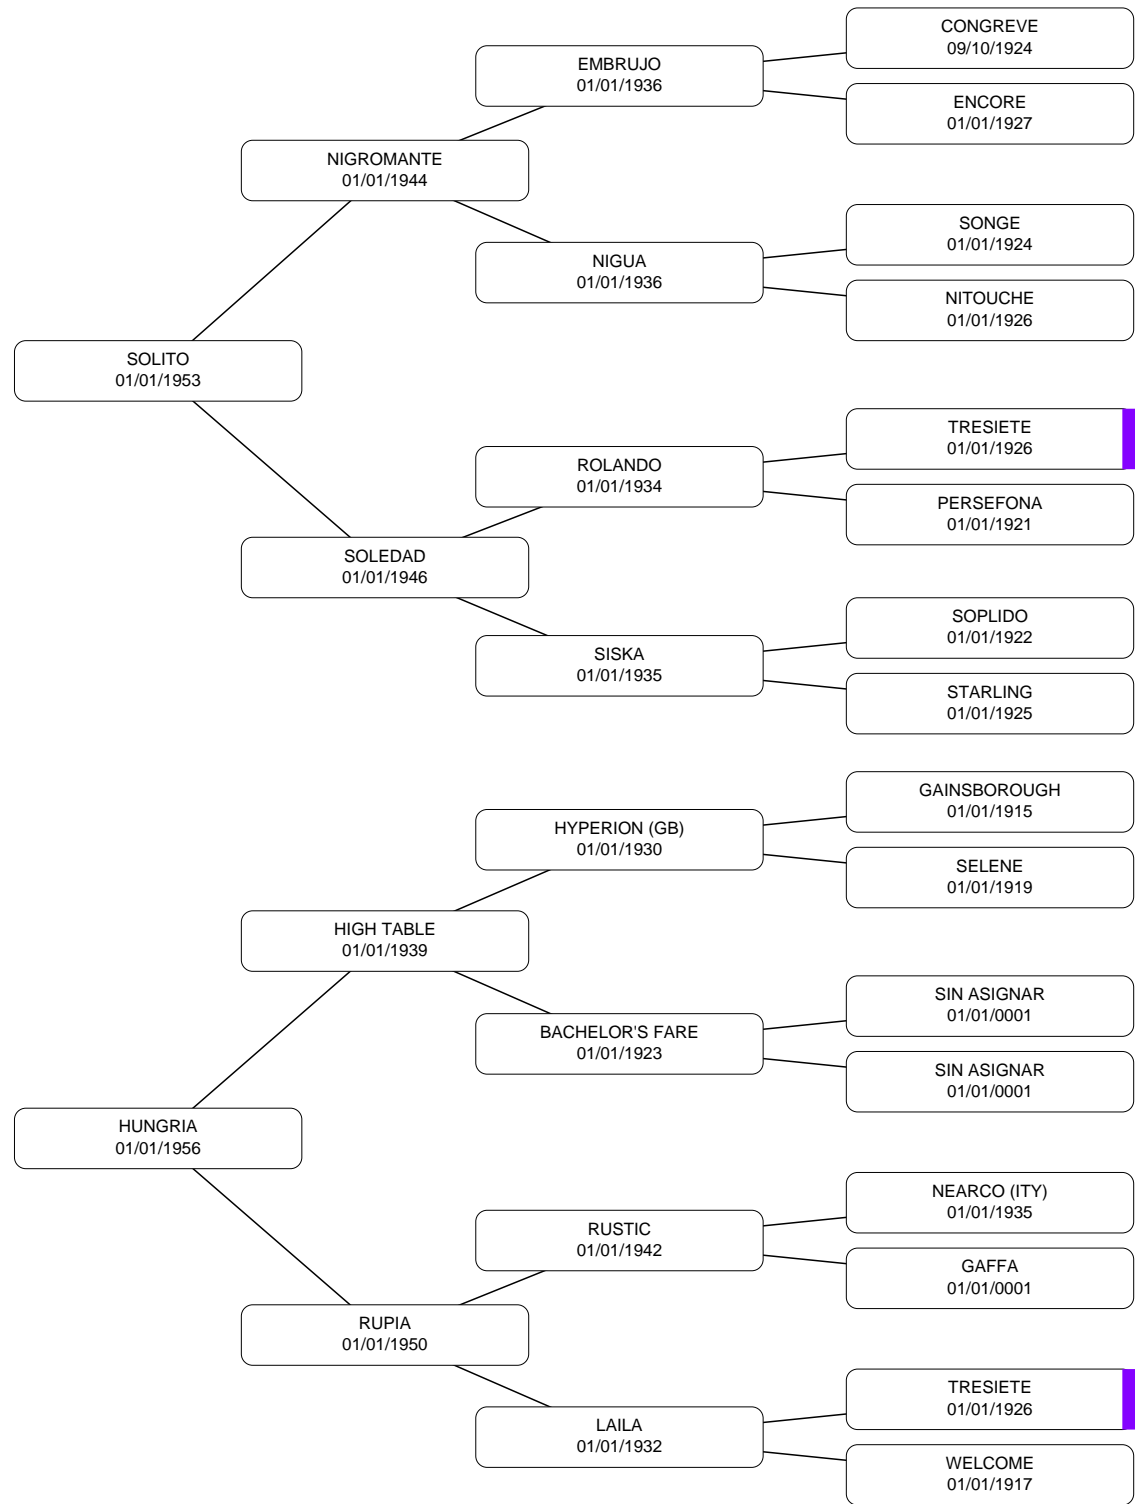 CONGREVE
09/10/1924
EMBRUJO
01/01/1936
ENCORE
01/01/1927
NIGROMANTE
01/01/1944
SONGE
01/01/1924
NIGUA
01/01/1936
NITOUCHE
01/01/1926
SOLITO
01/01/1953
TRESIETE
01/01/1926
ROLANDO
01/01/1934
PERSEFONA
01/01/1921
SOLEDAD
01/01/1946
SOPLIDO
01/01/1922
SISKA
01/01/1935
STARLING
01/01/1925
GAINSBOROUGH
01/01/1915
HYPERION (GB)
01/01/1930
SELENE
01/01/1919
HIGH TABLE
01/01/1939
SIN ASIGNAR
01/01/0001
BACHELOR'S FARE
01/01/1923
SIN ASIGNAR
01/01/0001
HUNGRIA
01/01/1956
NEARCO (ITY)
01/01/1935
RUSTIC
01/01/1942
GAFFA
01/01/0001
RUPIA
01/01/1950
TRESIETE
01/01/1926
LAILA
01/01/1932
WELCOME
01/01/1917